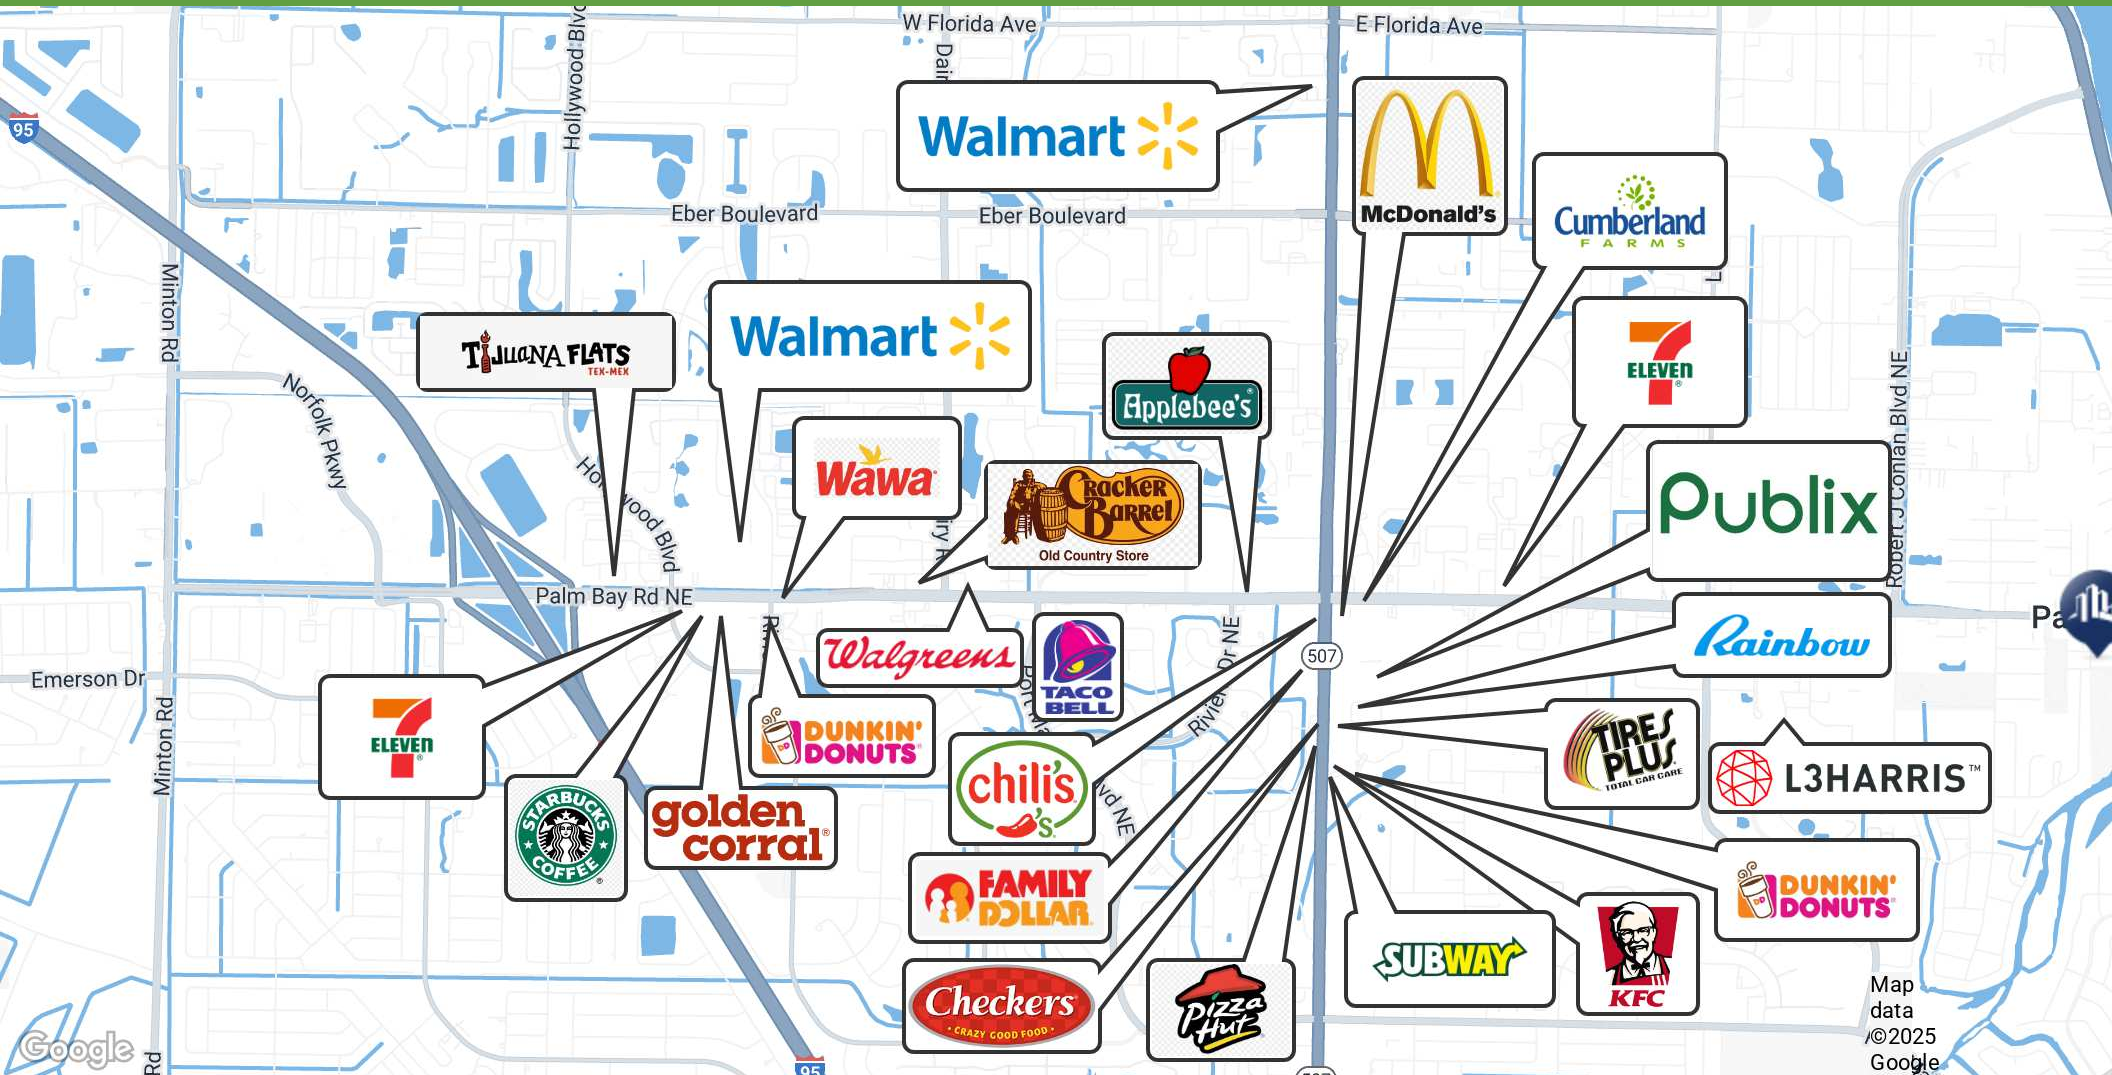 W Florida Ave
E Florida Ave
Hollywood Blvd
95
Walmart
McDonald's
Cumberland
FARMS
Eber Boulevard
Eber Boulevard
Minton Rd
TIJUANA FLATS
TEX-MEX
Walmart
Applebee's®
7
ELEVEN®
Norfolk Pkwy
Wawa
CRACKER
BARREL
Old Country Store
Publix
Robert J Conlan Blvd NE
Palm Bay Rd NE
Walgreens
TACO
BELL
Rainbow
507
Emerson Dr
Minton Rd
7
ELEVEN®
DUNKIN'
DONUTS
TIRES
PLUS
TOTAL CAR CARE
L3HARRIS™
STARBUCKS
COFFEE®
golden
corral®
chili's
FAMILY
DOLLAR
DUNKIN'
DONUTS
Checkers
CRAZY GOOD FOOD
Pizza
Hut
SUBWAY
KFC
Map
data
©2025
Google
Google
95